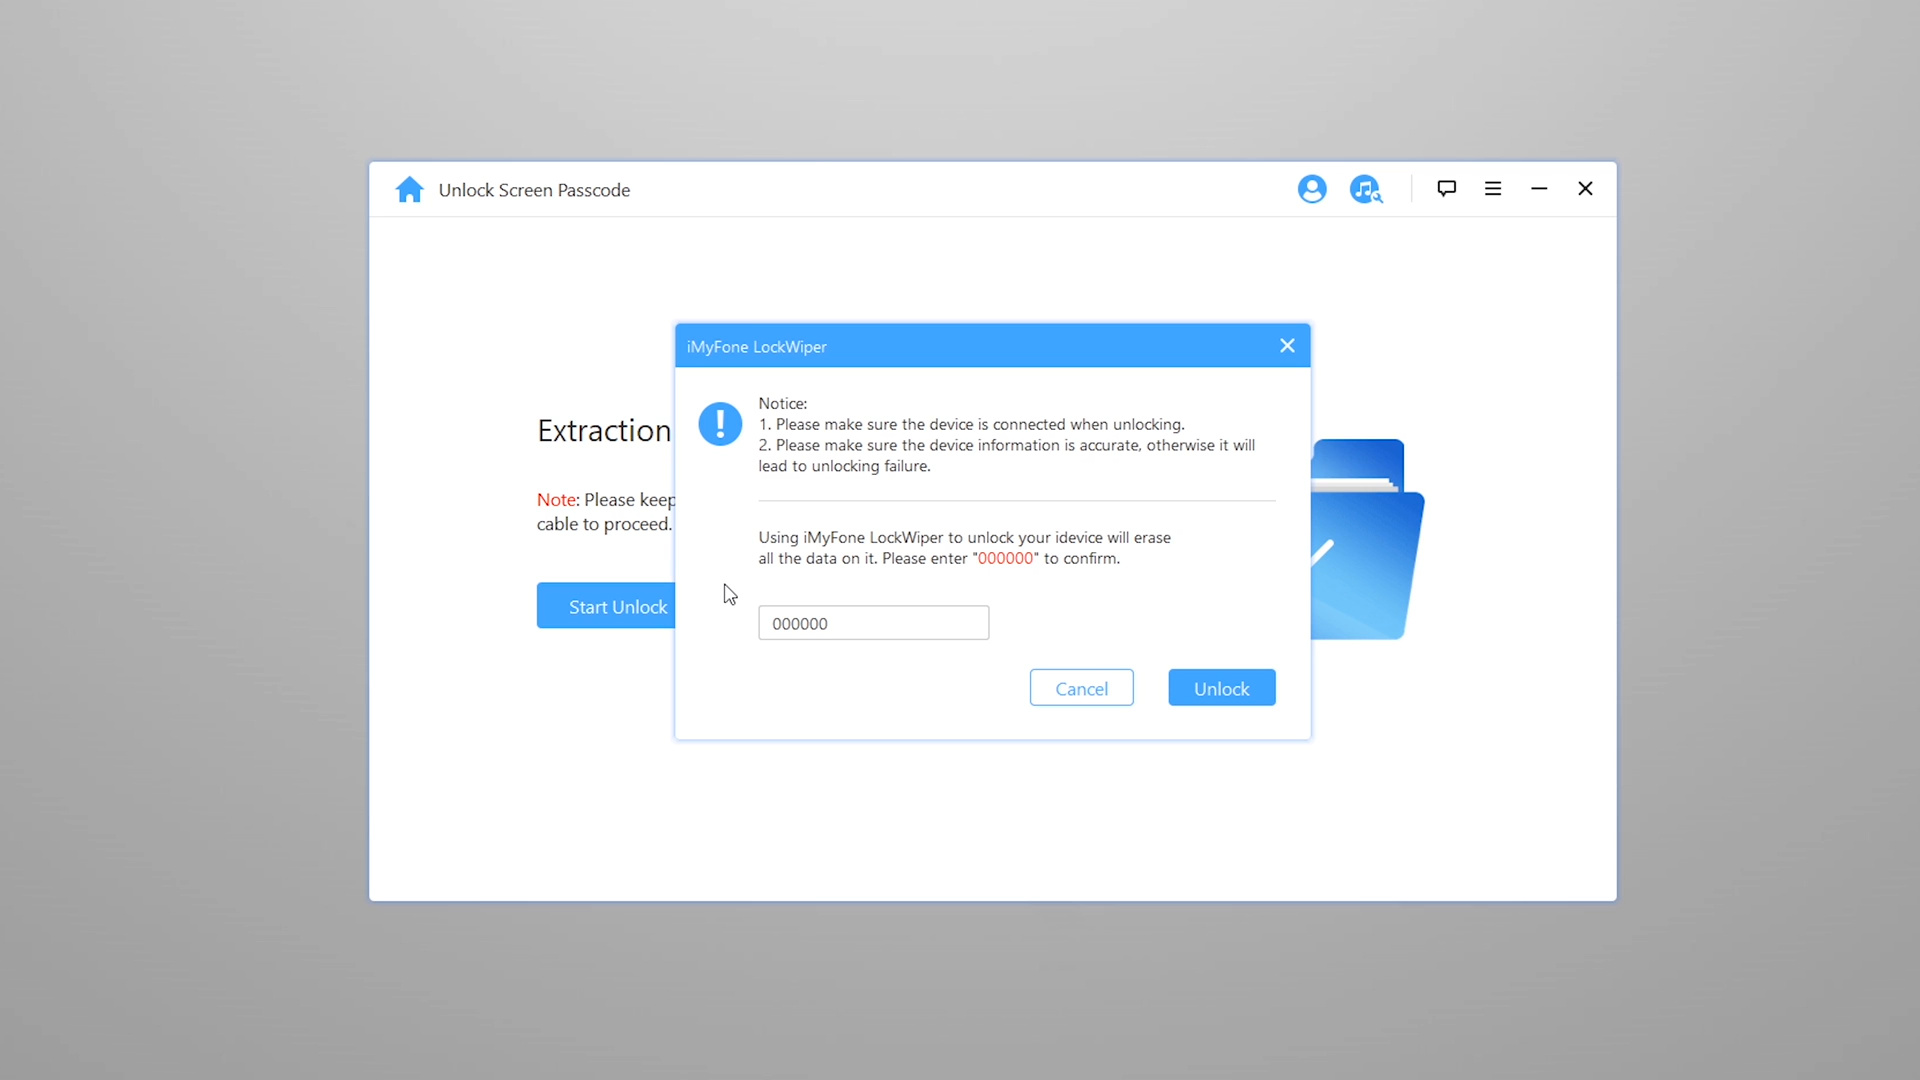 Unlock Screen Passcode
iMyFone LockWiper
Notice:
1. Please make sure the device is connected when unlocking.
2. Please make sure the device information is accurate, otherwise it will
lead to unlocking failure.
Extraction
Note: Please keep
cable to proceed.
Using iMyFone LockWiper to unlock your idevice will erase
all the data on it. Please enter "000000" to confirm.
Start Unlock
000000
Cancel
Unlock